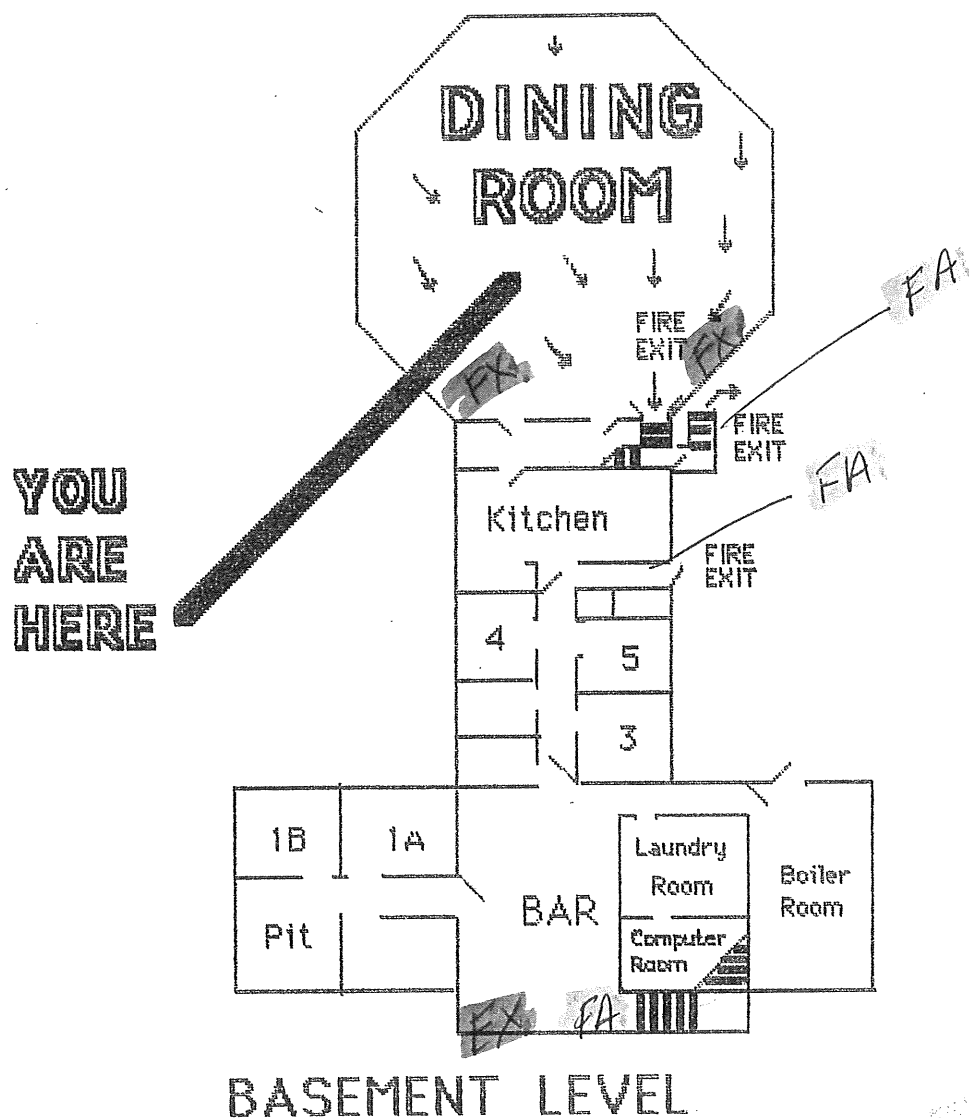 DINING
ROOM
FA
FIRE
EXIT
FX
FX
FIRE
EXIT
YOU
ARE
HERE
Kitchen
FA
FIRE
EXIT
4
5
3
1B
1A
Laundry
Room
Boiler
Room
BAR
Pit
Computer
Room
EX
FA
BASEMENT LEVEL